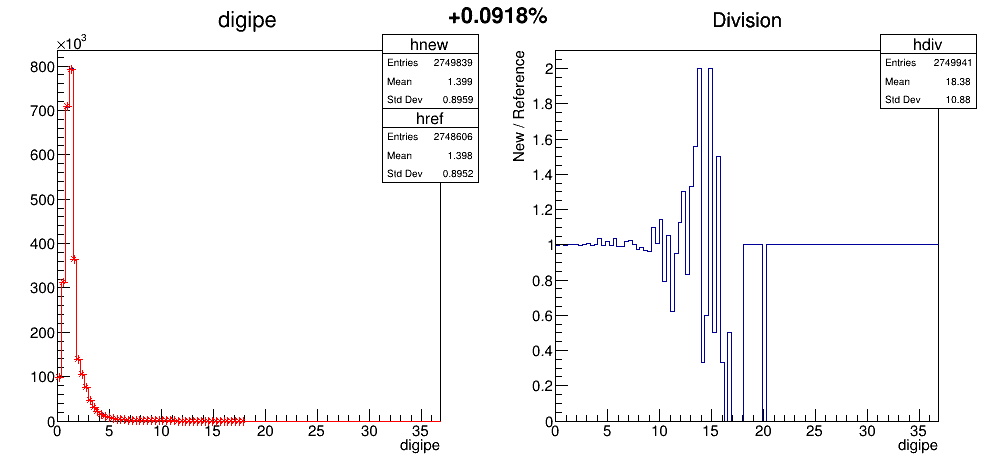 +0.0918%
digipe
×10³
hnew
Entries 2749839
Mean 1.399
Std Dev 0.8959
href
Entries 2748606
Mean 1.398
Std Dev 0.8952
800
700
600
500
400
300
200
100
0
0 5 10 15 20 25 30 35
digipe
Division
hdiv
Entries 2749941
Mean 18.38
Std Dev 10.88
New / Reference
2
1.8
1.6
1.4
1.2
1
0.8
0.6
0.4
0.2
0
0 5 10 15 20 25 30 35
digipe